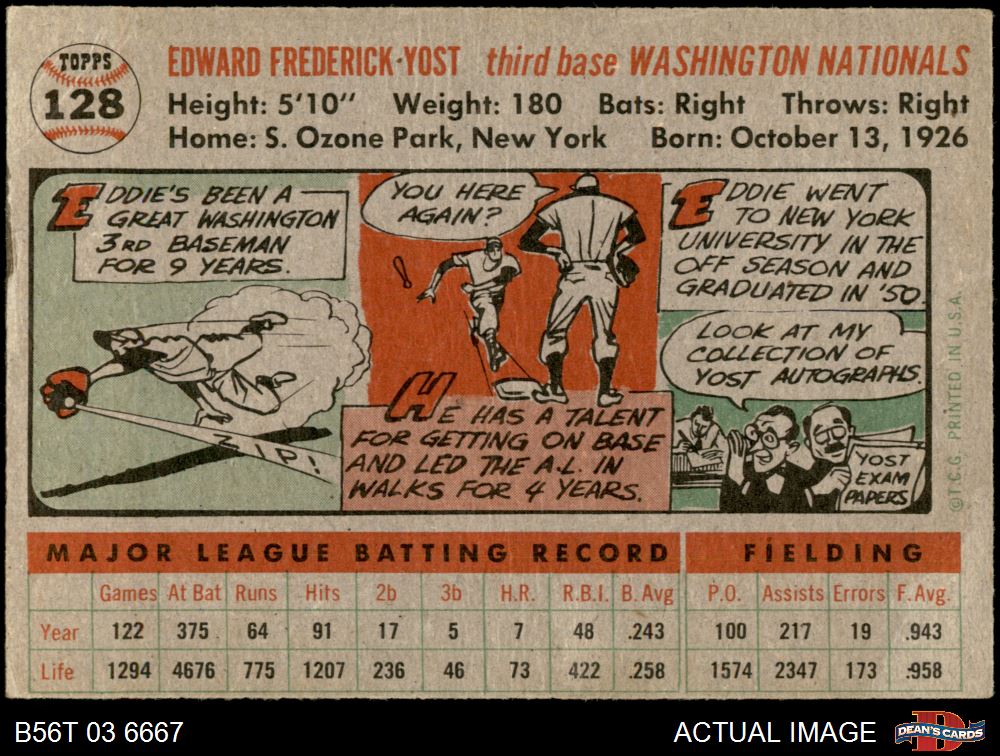 TOPPS
128
EDWARD FREDERICK·YOST third base WASHINGTON NATIONALS
Height: 5'10" Weight: 180 Bats: Right Throws: Right
Home: S. Ozone Park, New York Born: October 13, 1926
EDDIE'S BEEN A
GREAT WASHINGTON
3RD BASEMAN
FOR 9 YEARS.
ZIP!
YOU HERE
AGAIN?
!
HE HAS A TALENT
FOR GETTING ON BASE
AND LED THE A.L. IN
WALKS FOR 4 YEARS.
EDDIE WENT
TO NEW YORK
UNIVERSITY IN THE
OFF SEASON AND
GRADUATED IN '50.
LOOK AT MY
COLLECTION OF
YOST AUTOGRAPHS.
YOST
EXAM
PAPERS
©T.C.G. PRINTED IN U.S.A.
MAJOR LEAGUE BATTING RECORD FIELDING
Games At Bat Runs Hits 2b 3b H.R. R.B.I. B. Avg P.O. Assists Errors F. Avg.
Year 122 375 64 91 17 5 7 48 .243 100 217 19 .943
Life 1294 4676 775 1207 236 46 73 422 .258 1574 2347 173 .958
B56T 03 6667 ACTUAL IMAGE DEAN'S CARDS